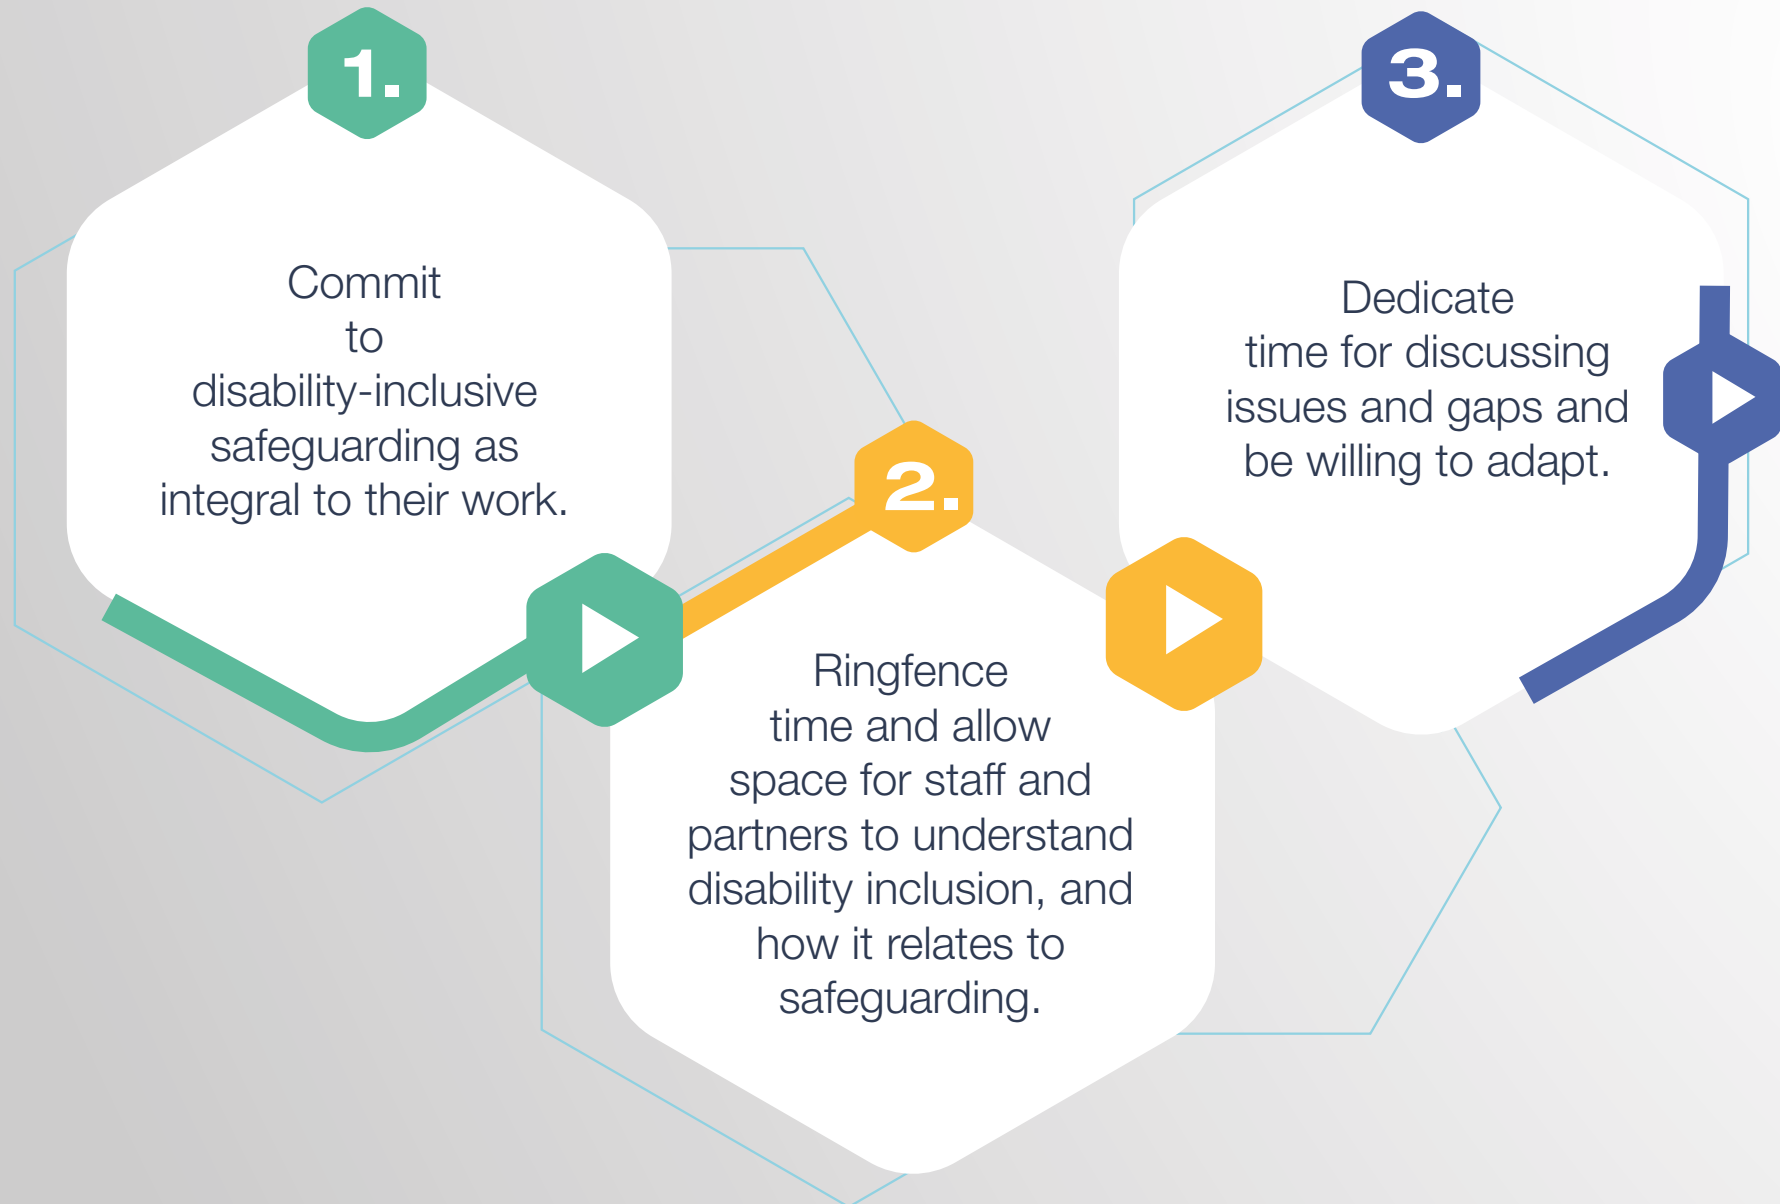 1.
Commit
to
disability-inclusive
safeguarding as
integral to their work.
2.
Ringfence
time and allow
space for staff and
partners to understand
disability inclusion, and
how it relates to
safeguarding.
3.
Dedicate
time for discussing
issues and gaps and
be willing to adapt.